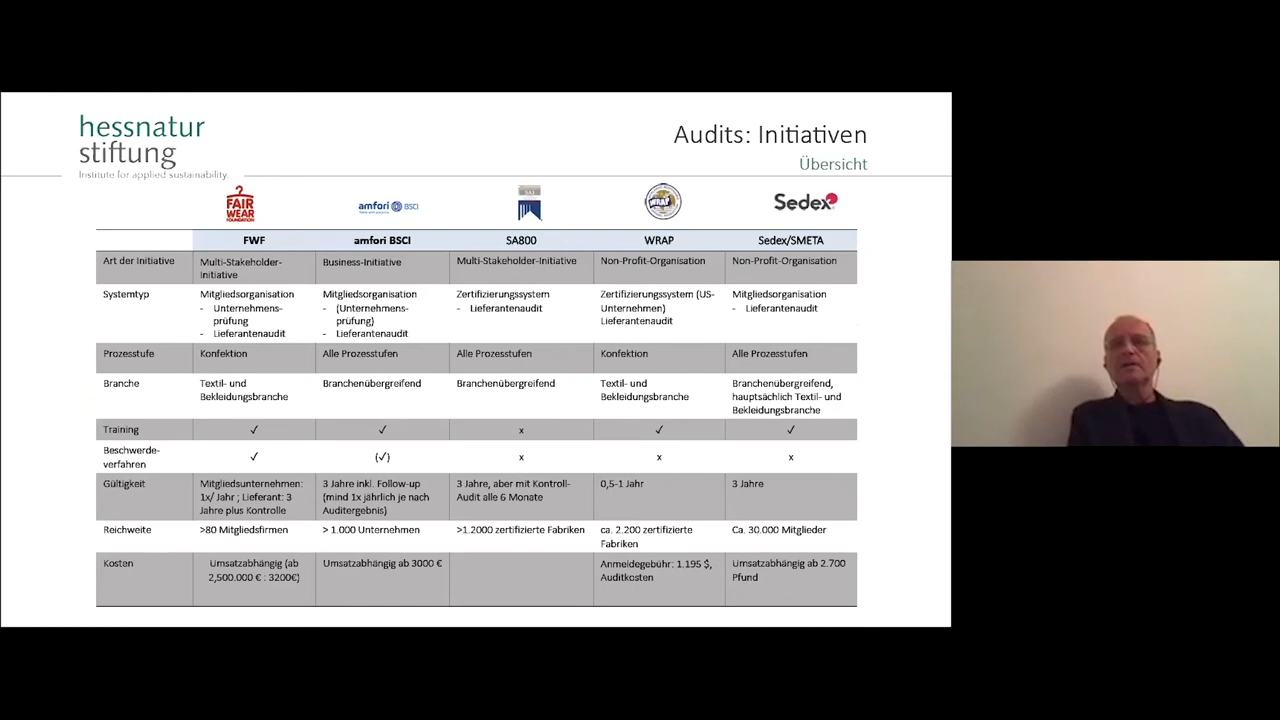 hessnatur
stiftung
Institute for applied sustainability.
Audits: Initiativen
Übersicht
FAIR
WEAR
FOUNDATION
amfori BSCI
SAI
WRAP
Sedex
FWF
amfori BSCI
SA800
WRAP
Sedex/SMETA
Art der Initiative
Multi-Stakeholder-
Initiative
Business-Initiative
Multi-Stakeholder-Initiative
Non-Profit-Organisation
Non-Profit-Organisation
Systemtyp
Mitgliedsorganisation
- Unternehmens-
prüfung
- Lieferantenaudit
Mitgliedsorganisation
- (Unternehmens-
prüfung)
- Lieferantenaudit
Zertifizierungssystem
- Lieferantenaudit
Zertifizierungssystem (US-
Unternehmen)
Lieferantenaudit
Mitgliedsorganisation
- Lieferantenaudit
Prozesstufe
Konfektion
Alle Prozesstufen
Alle Prozesstufen
Konfektion
Alle Prozesstufen
Branche
Textil- und
Bekleidungsbranche
Branchenübergreifend
Branchenübergreifend
Textil- und
Bekleidungsbranche
Branchenübergreifend,
hauptsächlich Textil- und
Bekleidungsbranche
Training
✓
✓
x
✓
✓
Beschwerde-
verfahren
✓
(✓)
x
x
x
Gültigkeit
Mitgliedsunternehmen:
1x/ Jahr ; Lieferant: 3
Jahre plus Kontrolle
3 Jahre inkl. Follow-up
(mind 1x jährlich je nach
Auditergebnis)
3 Jahre, aber mit Kontroll-
Audit alle 6 Monate
0,5-1 Jahr
3 Jahre
Reichweite
>80 Mitgliedsfirmen
> 1.000 Unternehmen
>1.2000 zertifizierte Fabriken
ca. 2.200 zertifizierte
Fabriken
Ca. 30.000 Mitglieder
Kosten
Umsatzabhängig (ab
2,500.000 € : 3200€)
Umsatzabhängig ab 3000 €
Anmeldegebühr: 1.195 $,
Auditkosten
Umsatzabhängig ab 2.700
Pfund